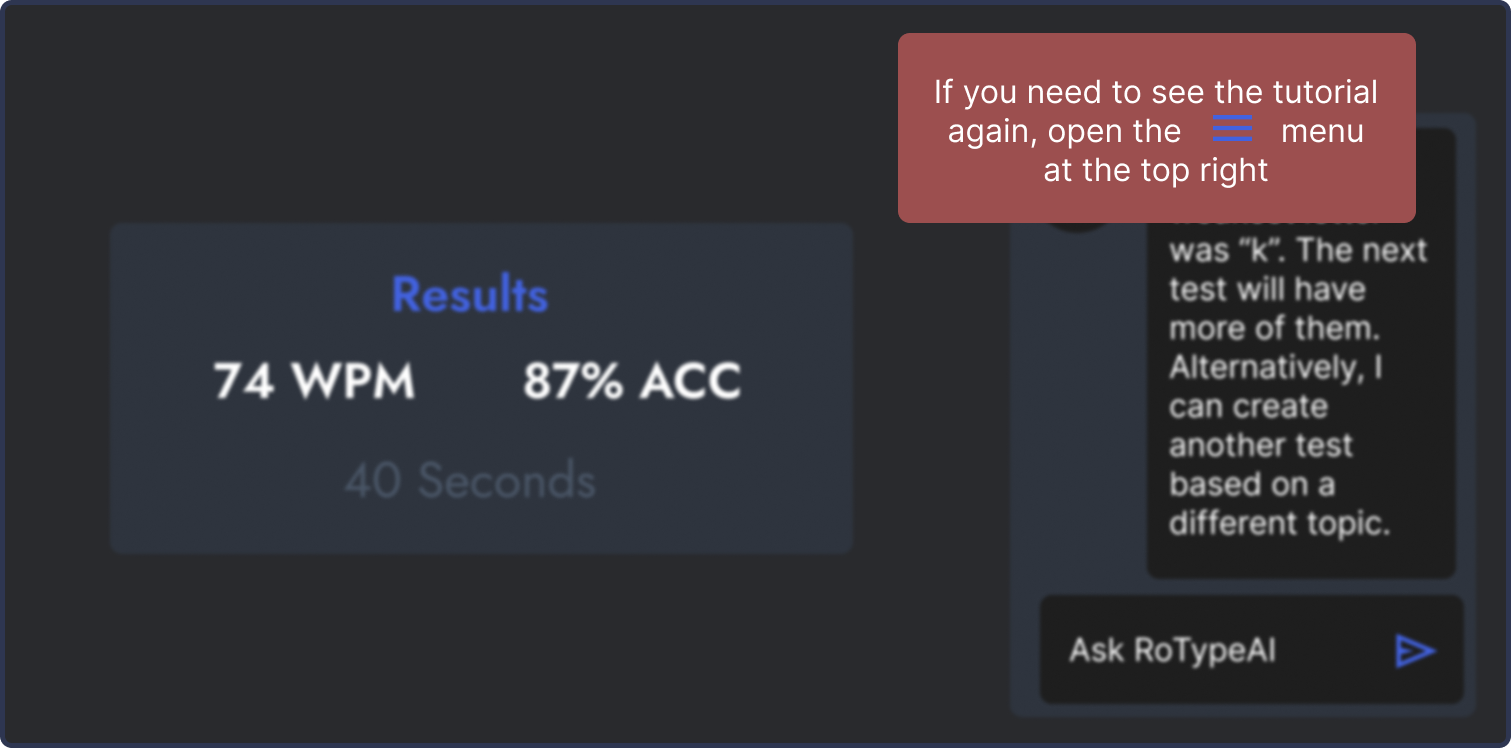 If you need to see the tutorial
again, open the menu
at the top right
Results
74 WPM 87% ACC
40 Seconds
was “k”. The next
test will have
more of them.
Alternatively, I
can create
another test
based on a
different topic.
Ask RoTypeAI